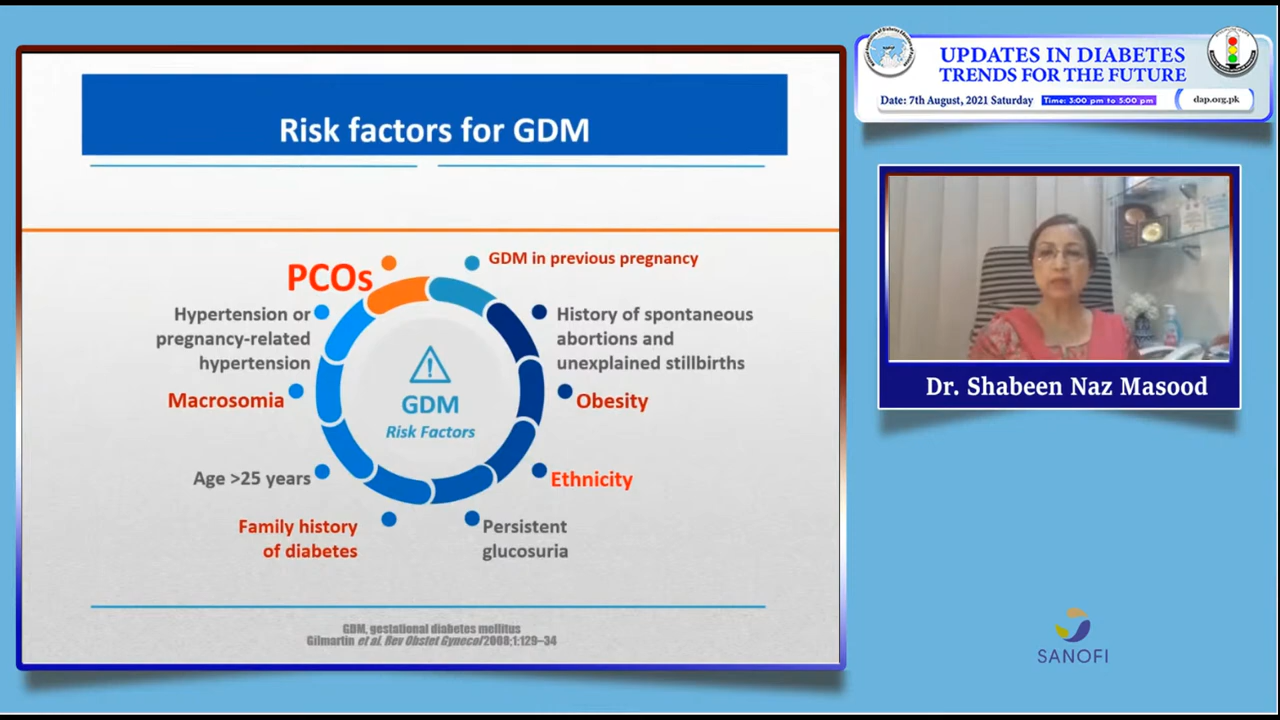 Risk factors for GDM
PCOs
GDM in previous pregnancy
Hypertension or
pregnancy-related
hypertension
History of spontaneous
abortions and
unexplained stillbirths
Macrosomia
Obesity
GDM
Risk Factors
Age >25 years
Ethnicity
Family history
of diabetes
Persistent
glucosuria
GDM, gestational diabetes mellitus
Gilmartin et al. Rev Obstet Gynecol 2008;1:129–34
UPDATES IN DIABETES
TRENDS FOR THE FUTURE
Date: 7th August, 2021 Saturday
Time: 3:00 pm to 5:00 pm
dap.org.pk
Dr. Shabeen Naz Masood
SANOFI